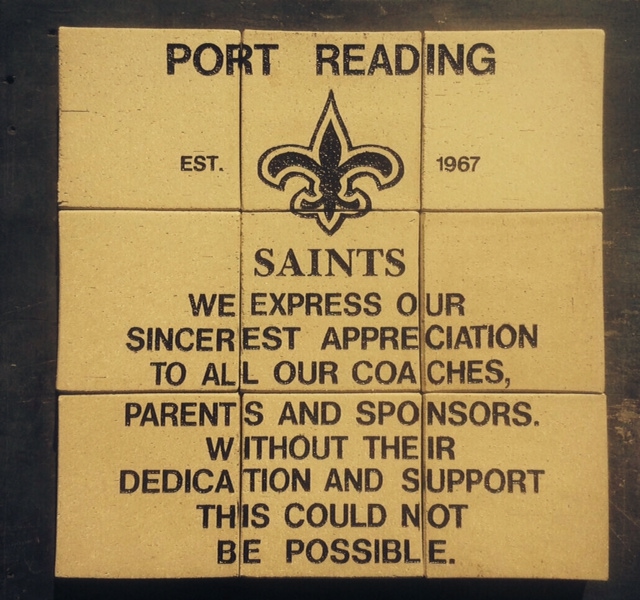 PORT READING
EST. 1967
SAINTS
WE EXPRESS OUR
SINCEREST APPRECIATION
TO ALL OUR COACHES,
PARENTS AND SPONSORS.
WITHOUT THEIR
DEDICATION AND SUPPORT
THIS COULD NOT
BE POSSIBLE.